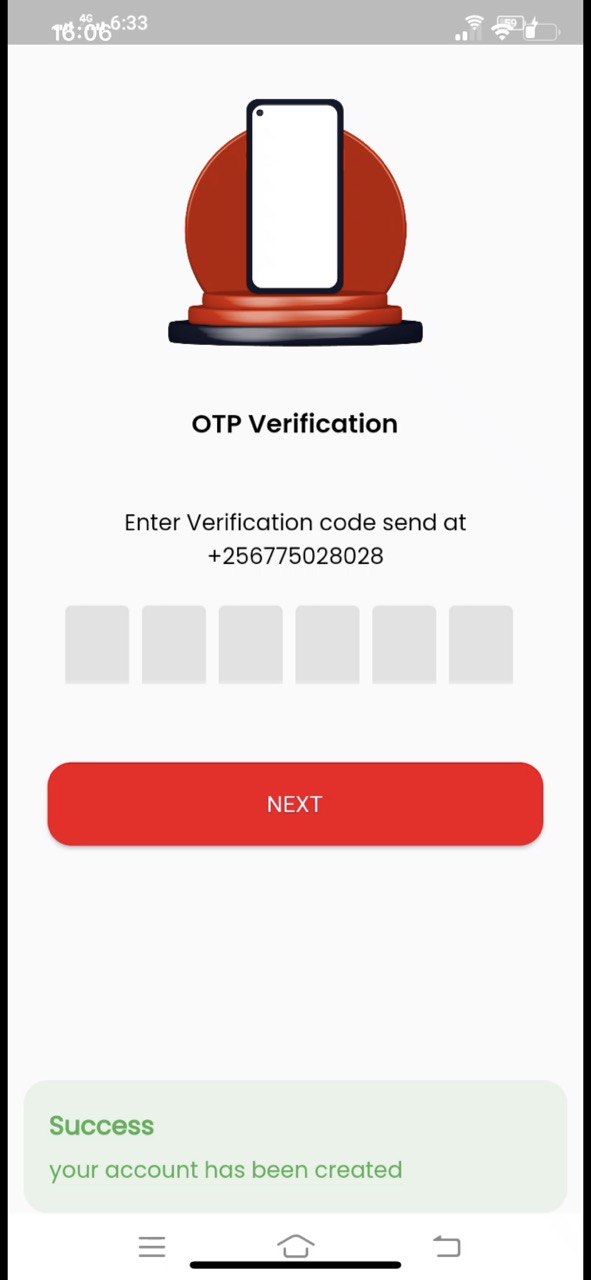 16:06
4G
6:33
59
OTP Verification
Enter Verification code send at
+256775028028
NEXT
Success
your account has been created